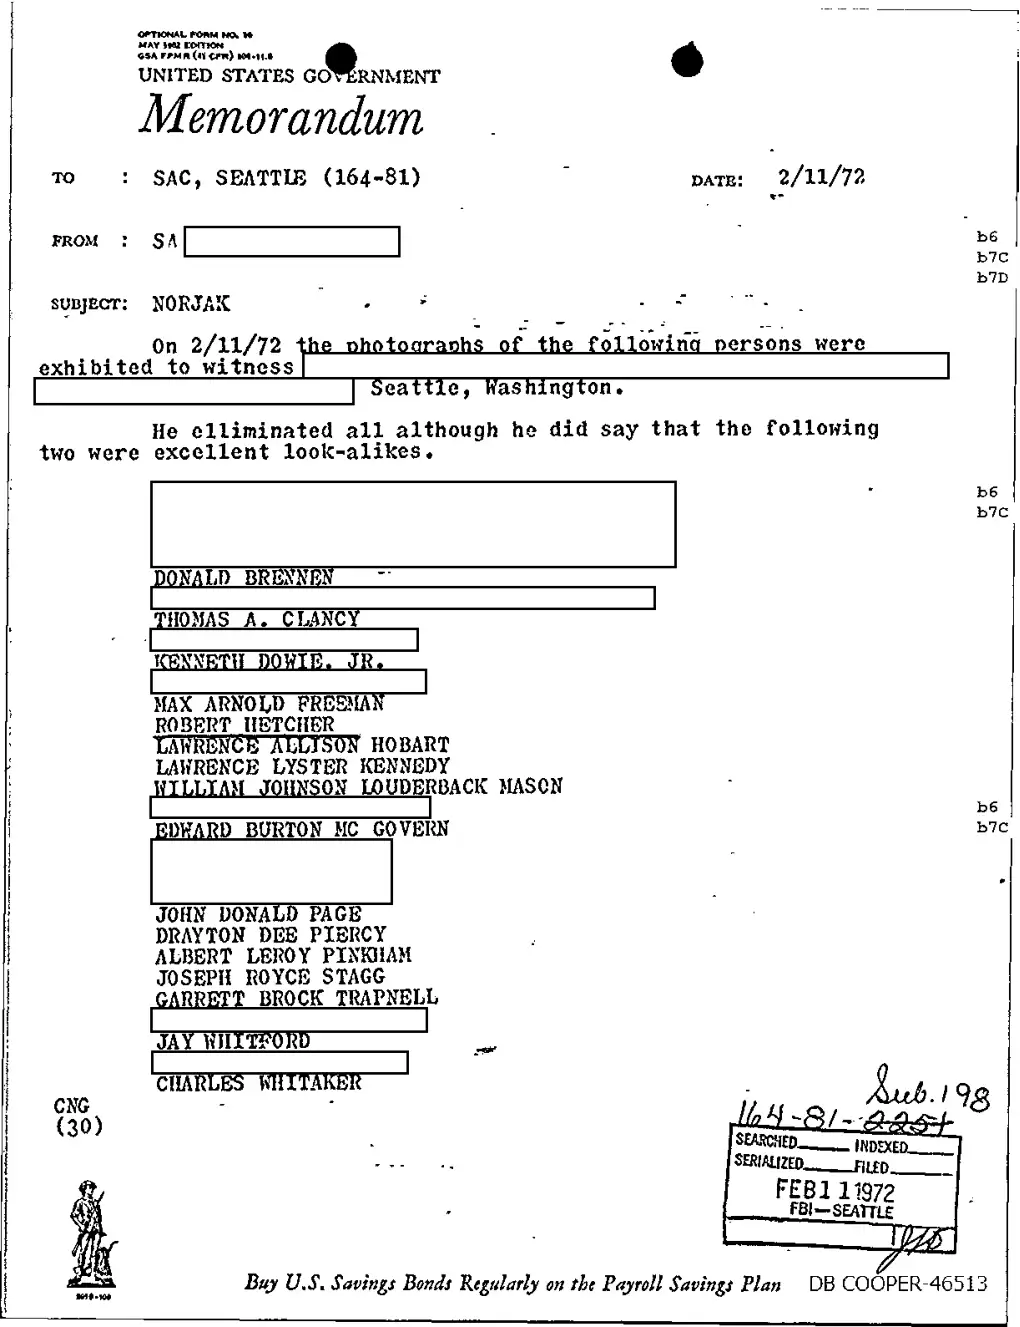 OPTIONAL FORM NO. 10
MAY 1962 EDITION
GSA FPMR (41 CFR) 101-11.6
UNITED STATES GOVERNMENT
Memorandum
TO : SAC, SEATTLE (164-81) DATE: 2/11/72
FROM : SA
b6
b7C
b7D
SUBJECT: NORJAK
On 2/11/72 the photographs of the following persons were
exhibited to witness
Seattle, Washington.
He elliminated all although he did say that the following
two were excellent look-alikes.
b6
b7C
DONALD BRENNEN
THOMAS A. CLANCY
KENNETH DOWIE, JR.
MAX ARNOLD FREEMAN
ROBERT HETCHER
LAWRENCE ALLISON HOBART
LAWRENCE LYSTER KENNEDY
WILLIAM JOHNSON LOUDERBACK MASON
b6
EDWARD BURTON MC GOVERN b7C
JOHN DONALD PAGE
DRAYTON DEE PIERCY
ALBERT LEROY PINKHAM
JOSEPH ROYCE STAGG
GARRETT BROCK TRAPNELL
JAY WHITFORD
CHARLES WHITAKER
CNG
(30)
Sub. 198
164-81-2251
SEARCHED INDEXED
SERIALIZED FILED
FEB 11 1972
FBI—SEATTLE
5010-108
Buy U.S. Savings Bonds Regularly on the Payroll Savings Plan DB COOPER-46513